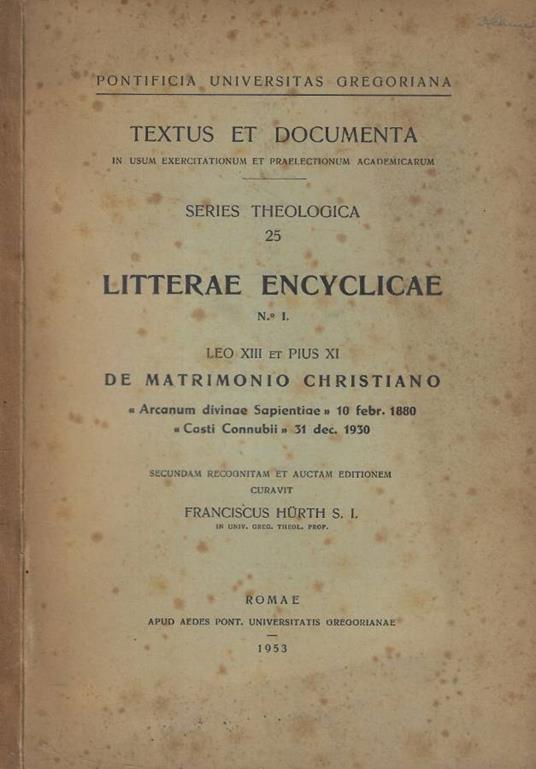 PONTIFICIA UNIVERSITAS GREGORIANA
TEXTUS ET DOCUMENTA
IN USUM EXERCITATIONUM ET PRAELECTIONUM ACADEMICARUM
SERIES THEOLOGICA
25
LITTERAE ENCYCLICAE
N.º I.
LEO XIII ET PIUS XI
DE MATRIMONIO CHRISTIANO
« Arcanum divinae Sapientiae » 10 febr. 1880
« Casti Connubii » 31 dec. 1930
SECUNDAM RECOGNITAM ET AUCTAM EDITIONEM
CURAVIT
FRANCISCUS HÜRTH S. I.
IN UNIV. GREG. THEOL. PROF.
ROMAE
APUD AEDES PONT. UNIVERSITATIS GREGORIANAE
1953